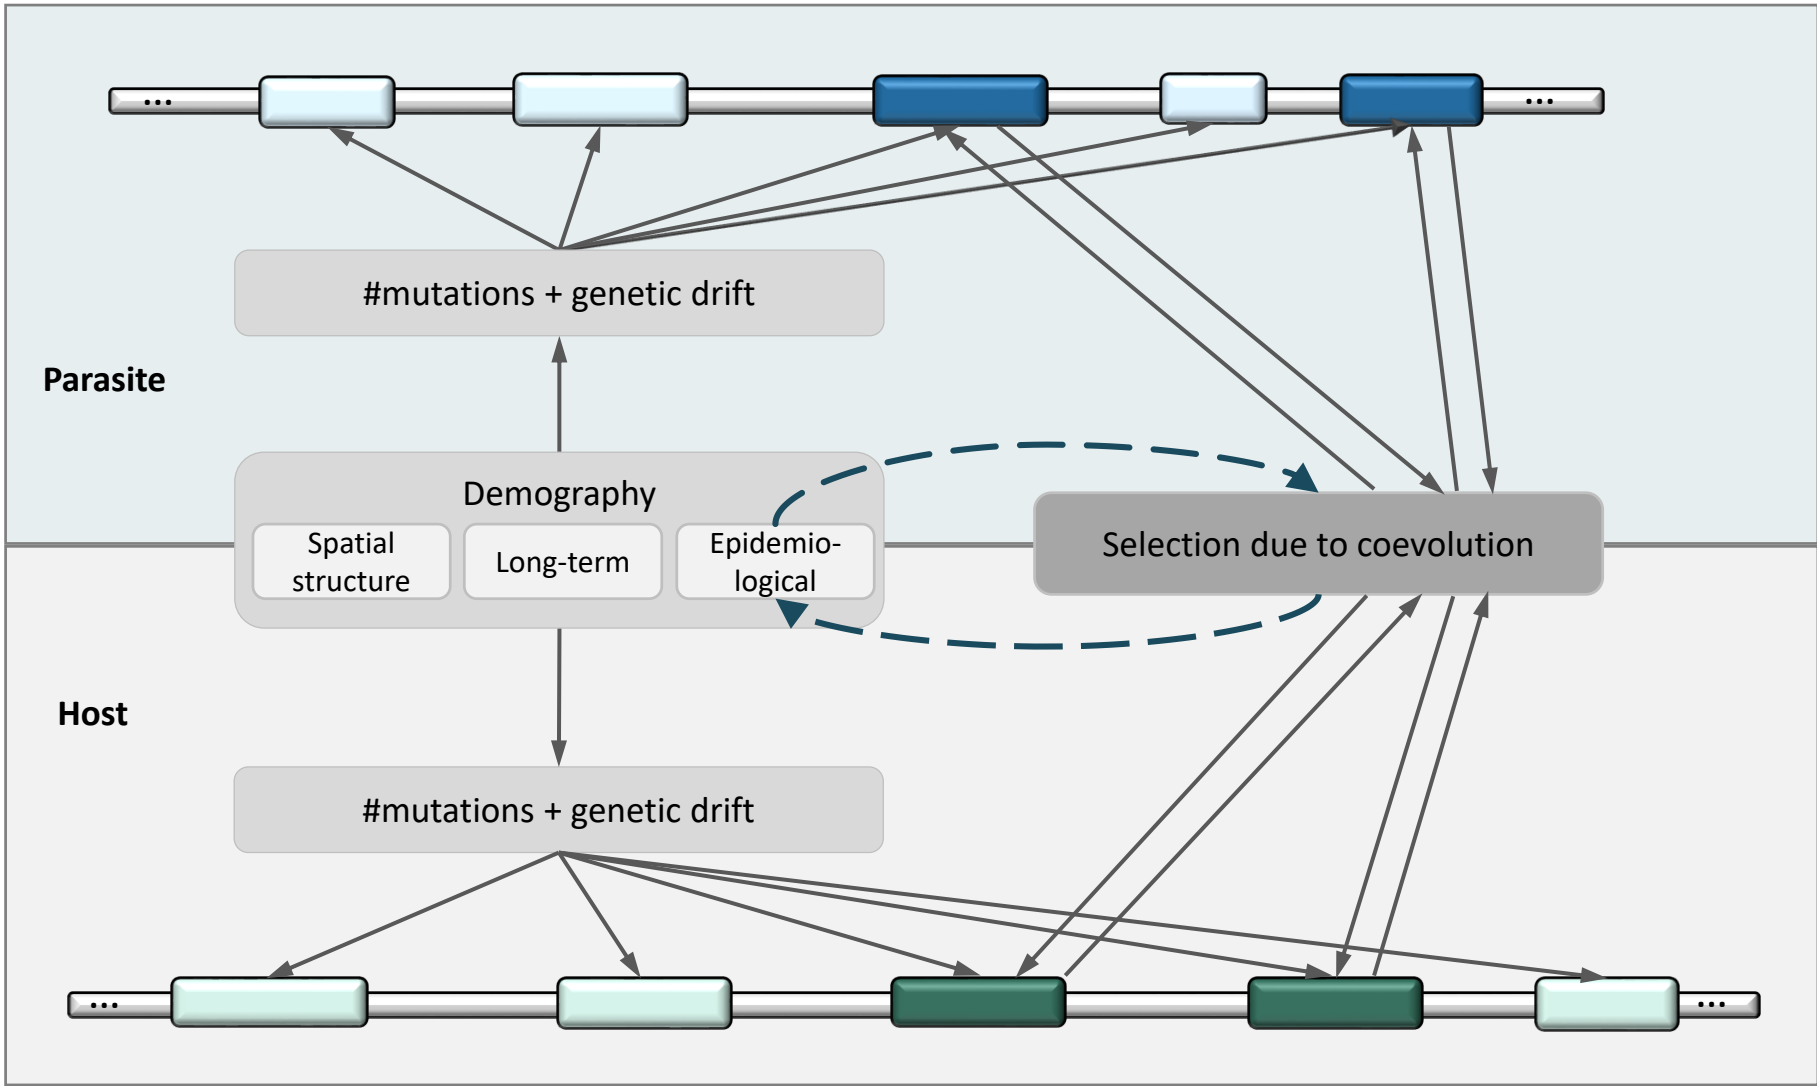 ...
...
#mutations + genetic drift
Parasite
Demography
Spatial
structure
Long-term
Epidemio-
logical
Selection due to coevolution
Host
#mutations + genetic drift
...
...